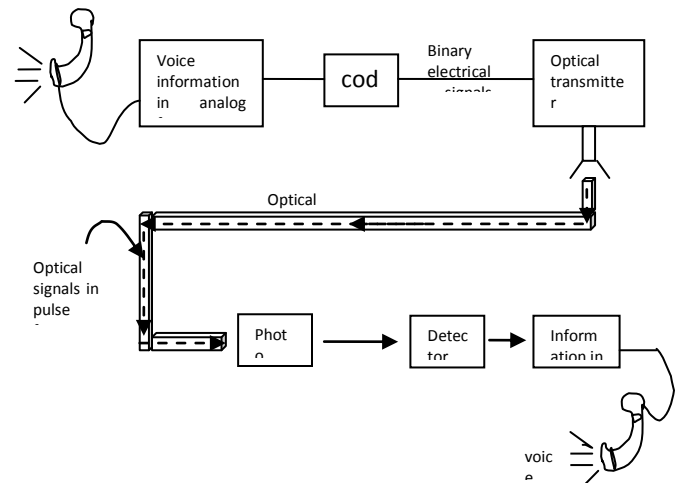 Voice
information
in analog
cod
Binary
electrical
signals
Optical
transmitte
r
Optical
Optical
signals in
pulse
Phot
o
Detec
tor
Inform
ation in
voic
e